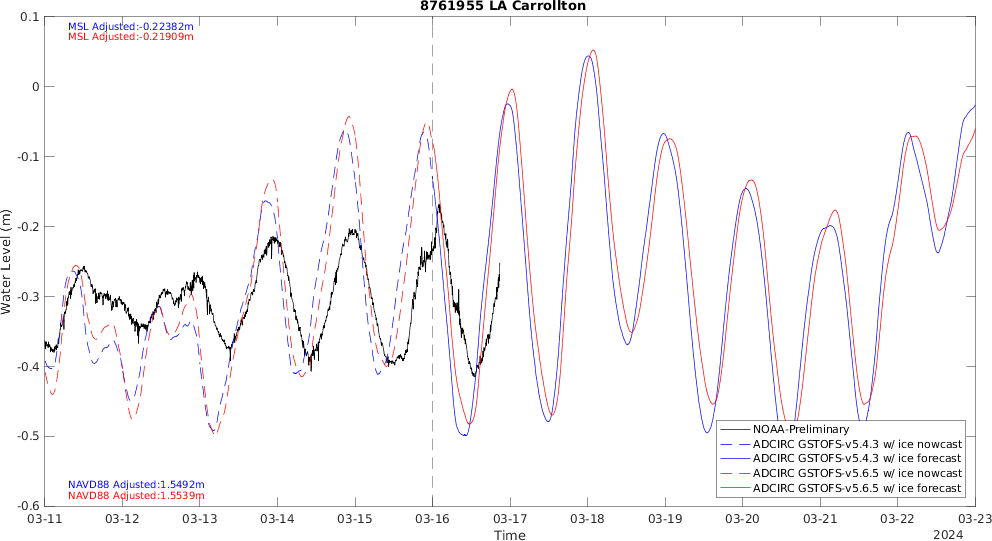 8761955 LA Carrollton
MSL Adjusted:-0.22382m
MSL Adjusted:-0.21909m
0.1
0
-0.1
-0.2
-0.3
-0.4
-0.5
-0.6
Water Level (m)
NOAA-Preliminary
ADCIRC GSTOFS-v5.4.3 w/ ice nowcast
ADCIRC GSTOFS-v5.4.3 w/ ice forecast
ADCIRC GSTOFS-v5.6.5 w/ ice nowcast
ADCIRC GSTOFS-v5.6.5 w/ ice forecast
NAVD88 Adjusted:1.5492m
NAVD88 Adjusted:1.5539m
03-11 03-12 03-13 03-14 03-15 03-16 03-17 03-18 03-19 03-20 03-21 03-22 03-23
Time
2024